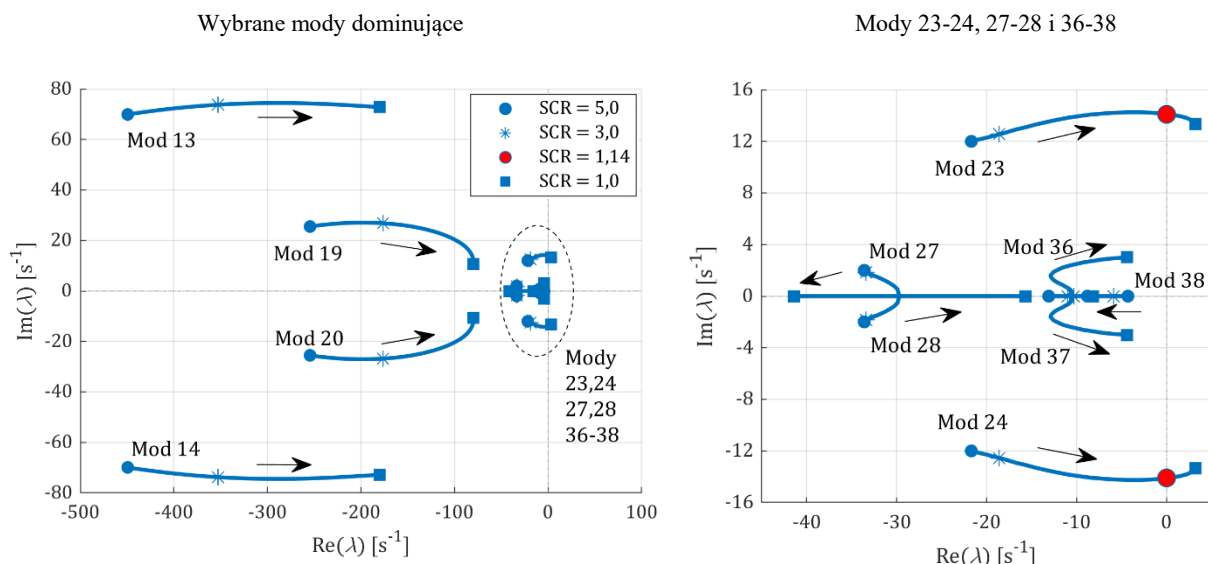 Wybrane mody dominujące
Mody 23-24, 27-28 i 36-38
80
60
40
20
0
-20
-40
-60
-80
Im(λ) [s⁻¹]
-500
-400
-300
-200
-100
0
100
Re(λ) [s⁻¹]
Mod 13
Mod 19
Mod 20
Mod 14
SCR = 5,0
SCR = 3,0
SCR = 1,14
SCR = 1,0
Mody
23,24
27,28
36-38
16
12
8
4
0
-4
-8
-12
-16
Im(λ) [s⁻¹]
-40
-30
-20
-10
0
Re(λ) [s⁻¹]
Mod 23
Mod 27
Mod 36
Mod 38
Mod 28
Mod 37
Mod 24